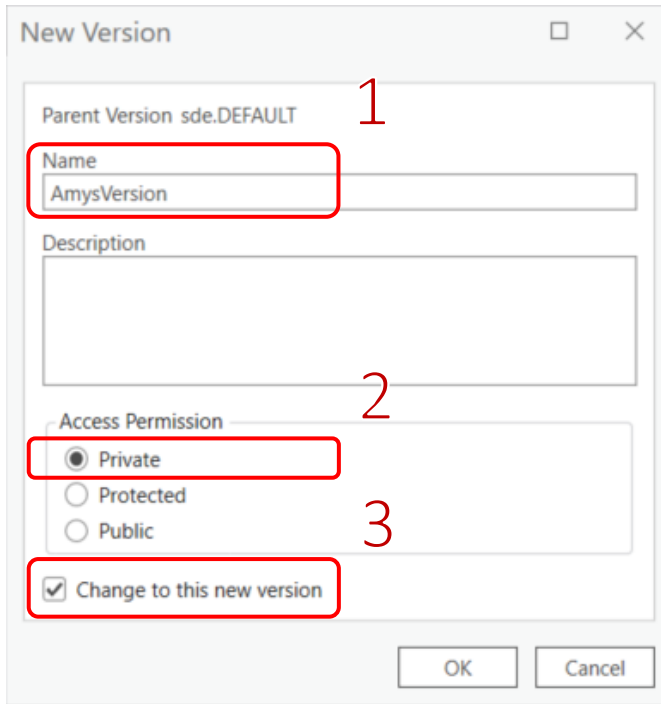 New Version
1
Parent Version sde.DEFAULT
Name
AmysVersion
Description
2
Access Permission
Private
Protected
Public
3
Change to this new version
OK Cancel